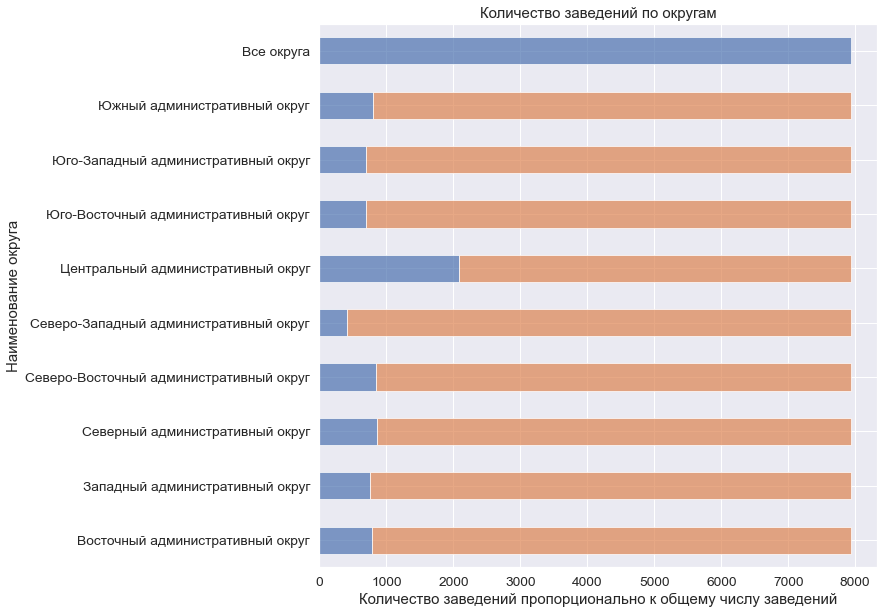 Количество заведений по округам
Наименование округа
Все округа
Южный административный округ
Юго-Западный административный округ
Юго-Восточный административный округ
Центральный административный округ
Северо-Западный административный округ
Северо-Восточный административный округ
Северный административный округ
Западный административный округ
Восточный административный округ
0 1000 2000 3000 4000 5000 6000 7000 8000
Количество заведений пропорционально к общему числу заведений